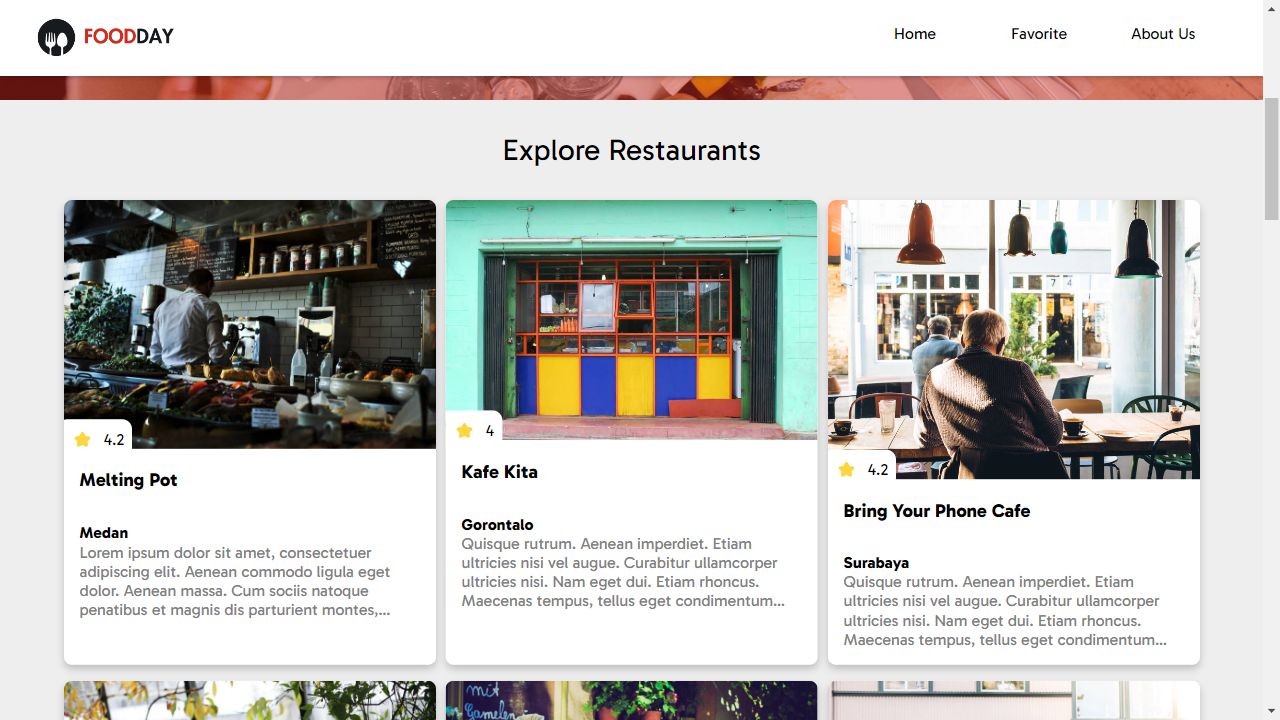 FOODDAY
Home
Favorite
About Us
Explore Restaurants
4.2
Melting Pot
Medan
Lorem ipsum dolor sit amet, consectetuer
adipiscing elit. Aenean commodo ligula eget
dolor. Aenean massa. Cum sociis natoque
penatibus et magnis dis parturient montes,...
4
Kafe Kita
Gorontalo
Quisque rutrum. Aenean imperdiet. Etiam
ultricies nisi vel augue. Curabitur ullamcorper
ultricies nisi. Nam eget dui. Etiam rhoncus.
Maecenas tempus, tellus eget condimentum...
7 4
4.2
Bring Your Phone Cafe
Surabaya
Quisque rutrum. Aenean imperdiet. Etiam
ultricies nisi vel augue. Curabitur ullamcorper
ultricies nisi. Nam eget dui. Etiam rhoncus.
Maecenas tempus, tellus eget condimentum...
mit
Gamelen